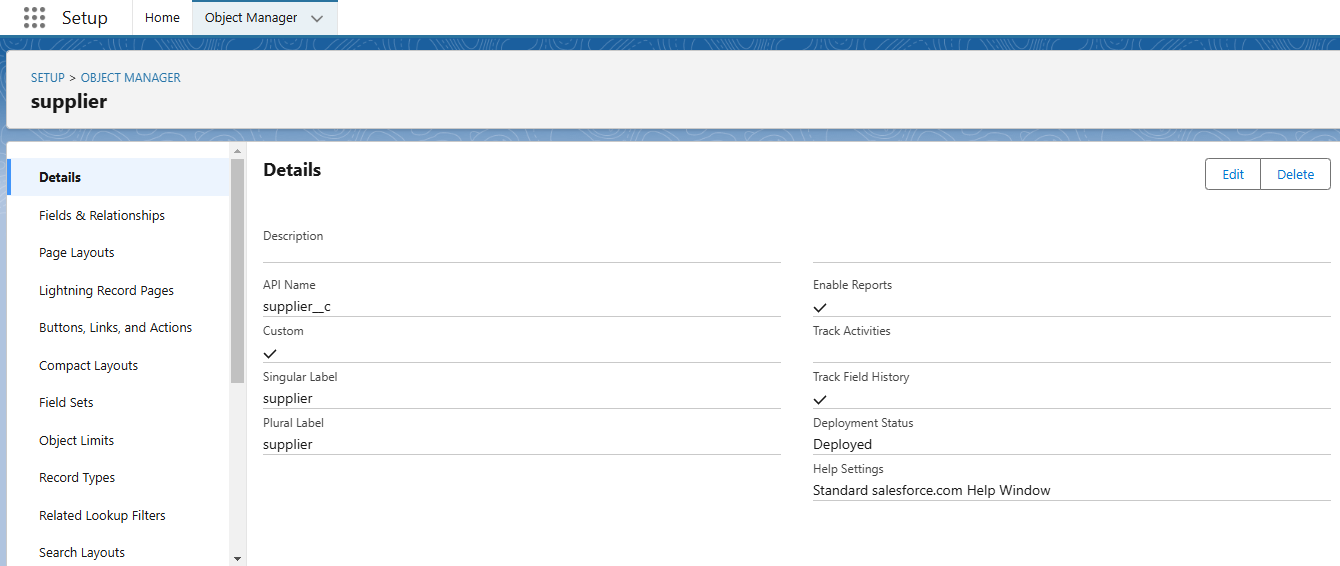 Setup
Home
Object Manager
SETUP > OBJECT MANAGER
supplier
Details
Fields & Relationships
Page Layouts
Lightning Record Pages
Buttons, Links, and Actions
Compact Layouts
Field Sets
Object Limits
Record Types
Related Lookup Filters
Search Layouts
Details
Edit
Delete
Description
API Name
supplier__c
Custom
Singular Label
supplier
Plural Label
supplier
Enable Reports
Track Activities
Track Field History
Deployment Status
Deployed
Help Settings
Standard salesforce.com Help Window